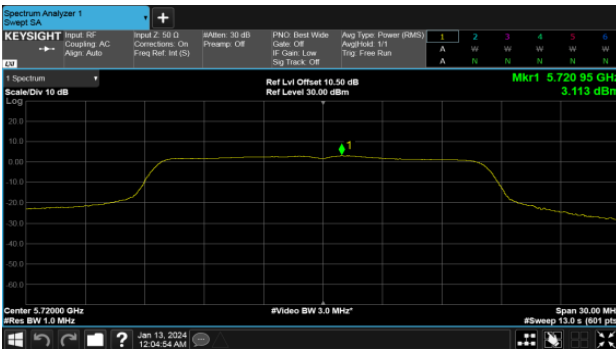 Spectrum Analyzer 1
Swept SA
+
KEYSIGHT
Input: RF
Coupling: AC
Align: Auto
Input Z: 50 Ω
Corrections: On
Freq Ref: Int (S)
#Atten: 30 dB
Preamp: Off
PNO: Best Wide
Gate: Off
IF Gain: Low
Sig Track: Off
Avg Type: Power (RMS)
Avg|Hold: 1/1
Trig: Free Run
1 2 3 4 5 6
A W W W W W
A N N N N N
LXI
1 Spectrum
Scale/Div 10 dB
Ref Lvl Offset 10.50 dB
Ref Level 30.00 dBm
Mkr1 5.720 95 GHz
3.113 dBm
Log
20.0
10.0
0.00
-10.0
-20.0
-30.0
-40.0
-50.0
-60.0
1
Center 5.72000 GHz
#Res BW 1.0 MHz
#Video BW 3.0 MHz*
Span 30.00 MHz
#Sweep 13.0 s (601 pts)
?
Jan 13, 2024
12:04:54 AM